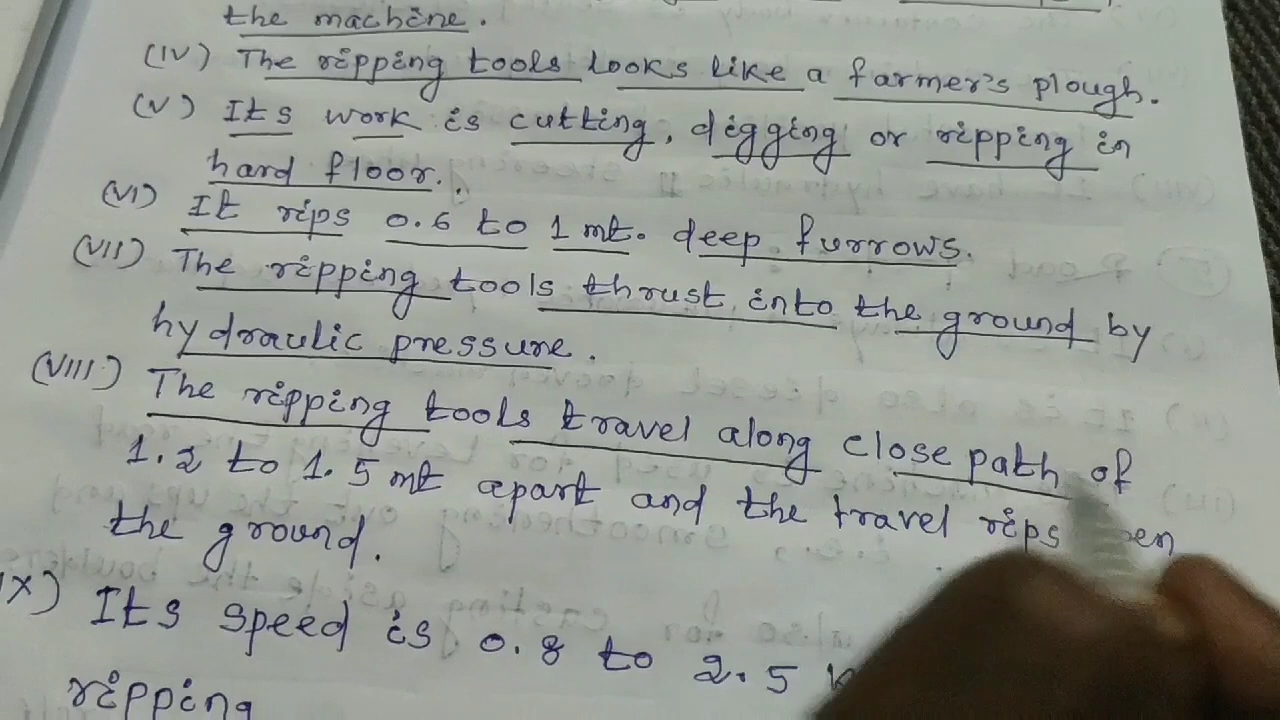 the machine.
(IV) The ripping tools looks like a farmer's plough.
(V) Its work is cutting, digging or ripping in
hard floor.
(VI) It rips 0.6 to 1 mt. deep furrows.
(VII) The ripping tools thrust into the ground by
hydraulic pressure.
(VIII) The ripping tools travel along close path of
1.2 to 1.5 mt apart and the travel rips
the ground.
IX) Its speed is 0.8 to 2.5
ripping